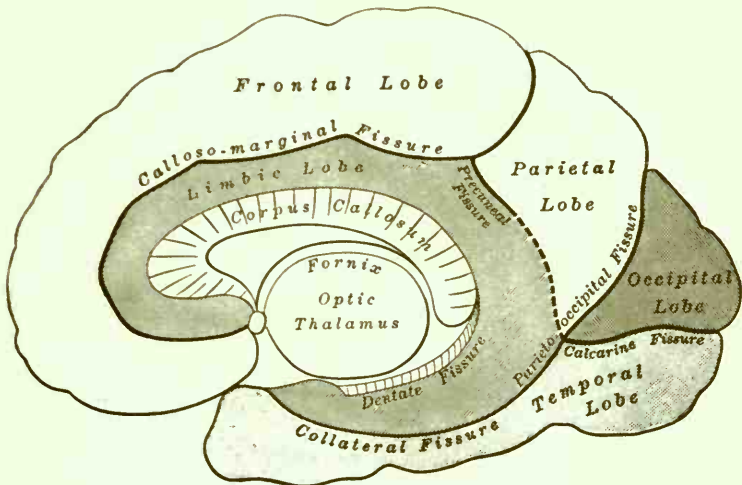 Frontal Lobe
Calloso-marginal Fissure
Limbic Lobe
Precuneal
Fissure
Parietal
Lobe
Corpus Callosum
Fornix
Optic
Thalamus
Parieto-occipital Fissure
Occipital
Lobe
Calcarine Fissure
Dentate Fissure
Temporal
Lobe
Collateral Fissure